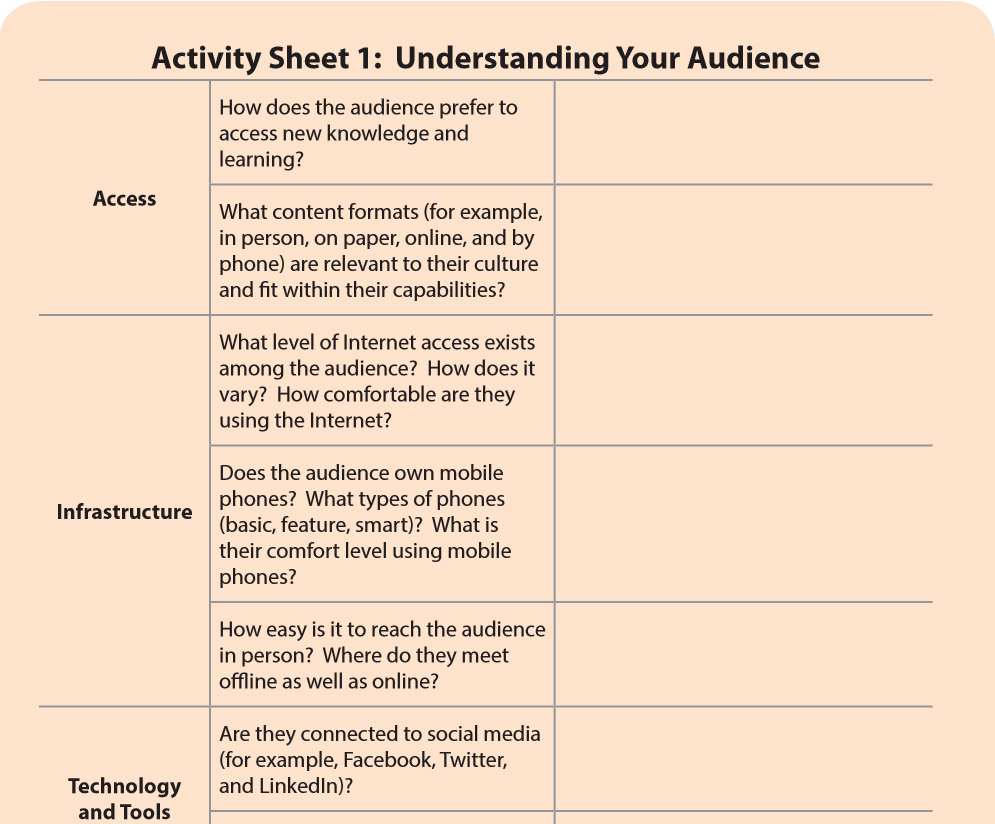 Activity Sheet 1:  Understanding Your Audience
Access
How does the audience prefer to
access new knowledge and
learning?
What content formats (for example,
in person, on paper, online, and by
phone) are relevant to their culture
and fit within their capabilities?
Infrastructure
What level of Internet access exists
among the audience?  How does it
vary?  How comfortable are they
using the Internet?
Does the audience own mobile
phones?  What types of phones
(basic, feature, smart)?  What is
their comfort level using mobile
phones?
How easy is it to reach the audience
in person?  Where do they meet
offline as well as online?
Technology
and Tools
Are they connected to social media
(for example, Facebook, Twitter,
and LinkedIn)?